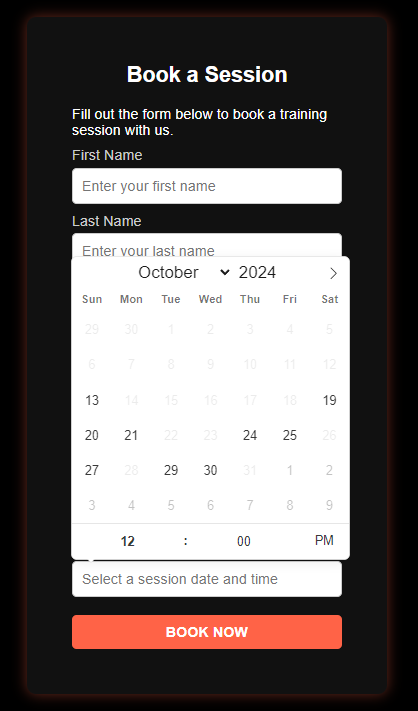 Book a Session
Fill out the form below to book a training
session with us.
First Name
Enter your first name
Last Name
Enter your last name
October 2024
Sun Mon Tue Wed Thu Fri Sat
29 30 1 2 3 4 5
6 7 8 9 10 11 12
13 14 15 16 17 18 19
20 21 22 23 24 25 26
27 28 29 30 31 1 2
3 4 5 6 7 8 9
12 : 00 PM
Select a session date and time
BOOK NOW